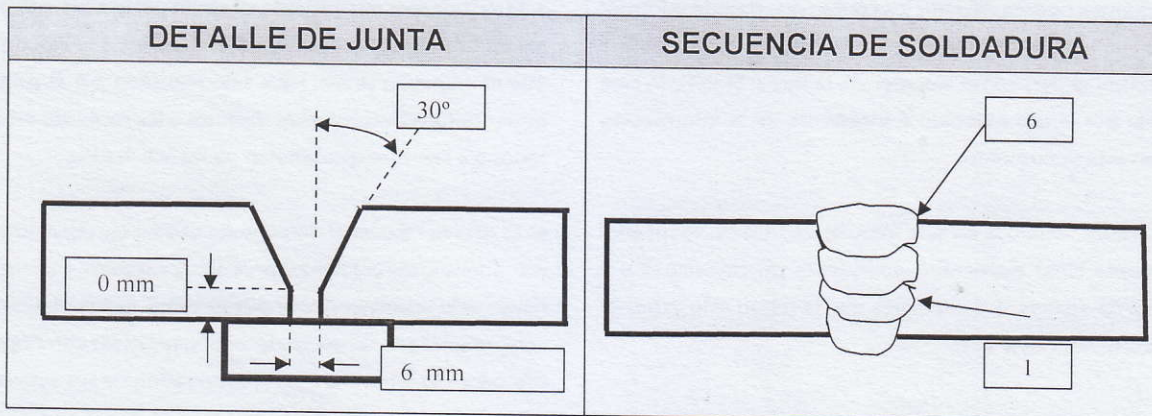 DETALLE DE JUNTA
SECUENCIA DE SOLDADURA
30º
6
0 mm
6 mm
1